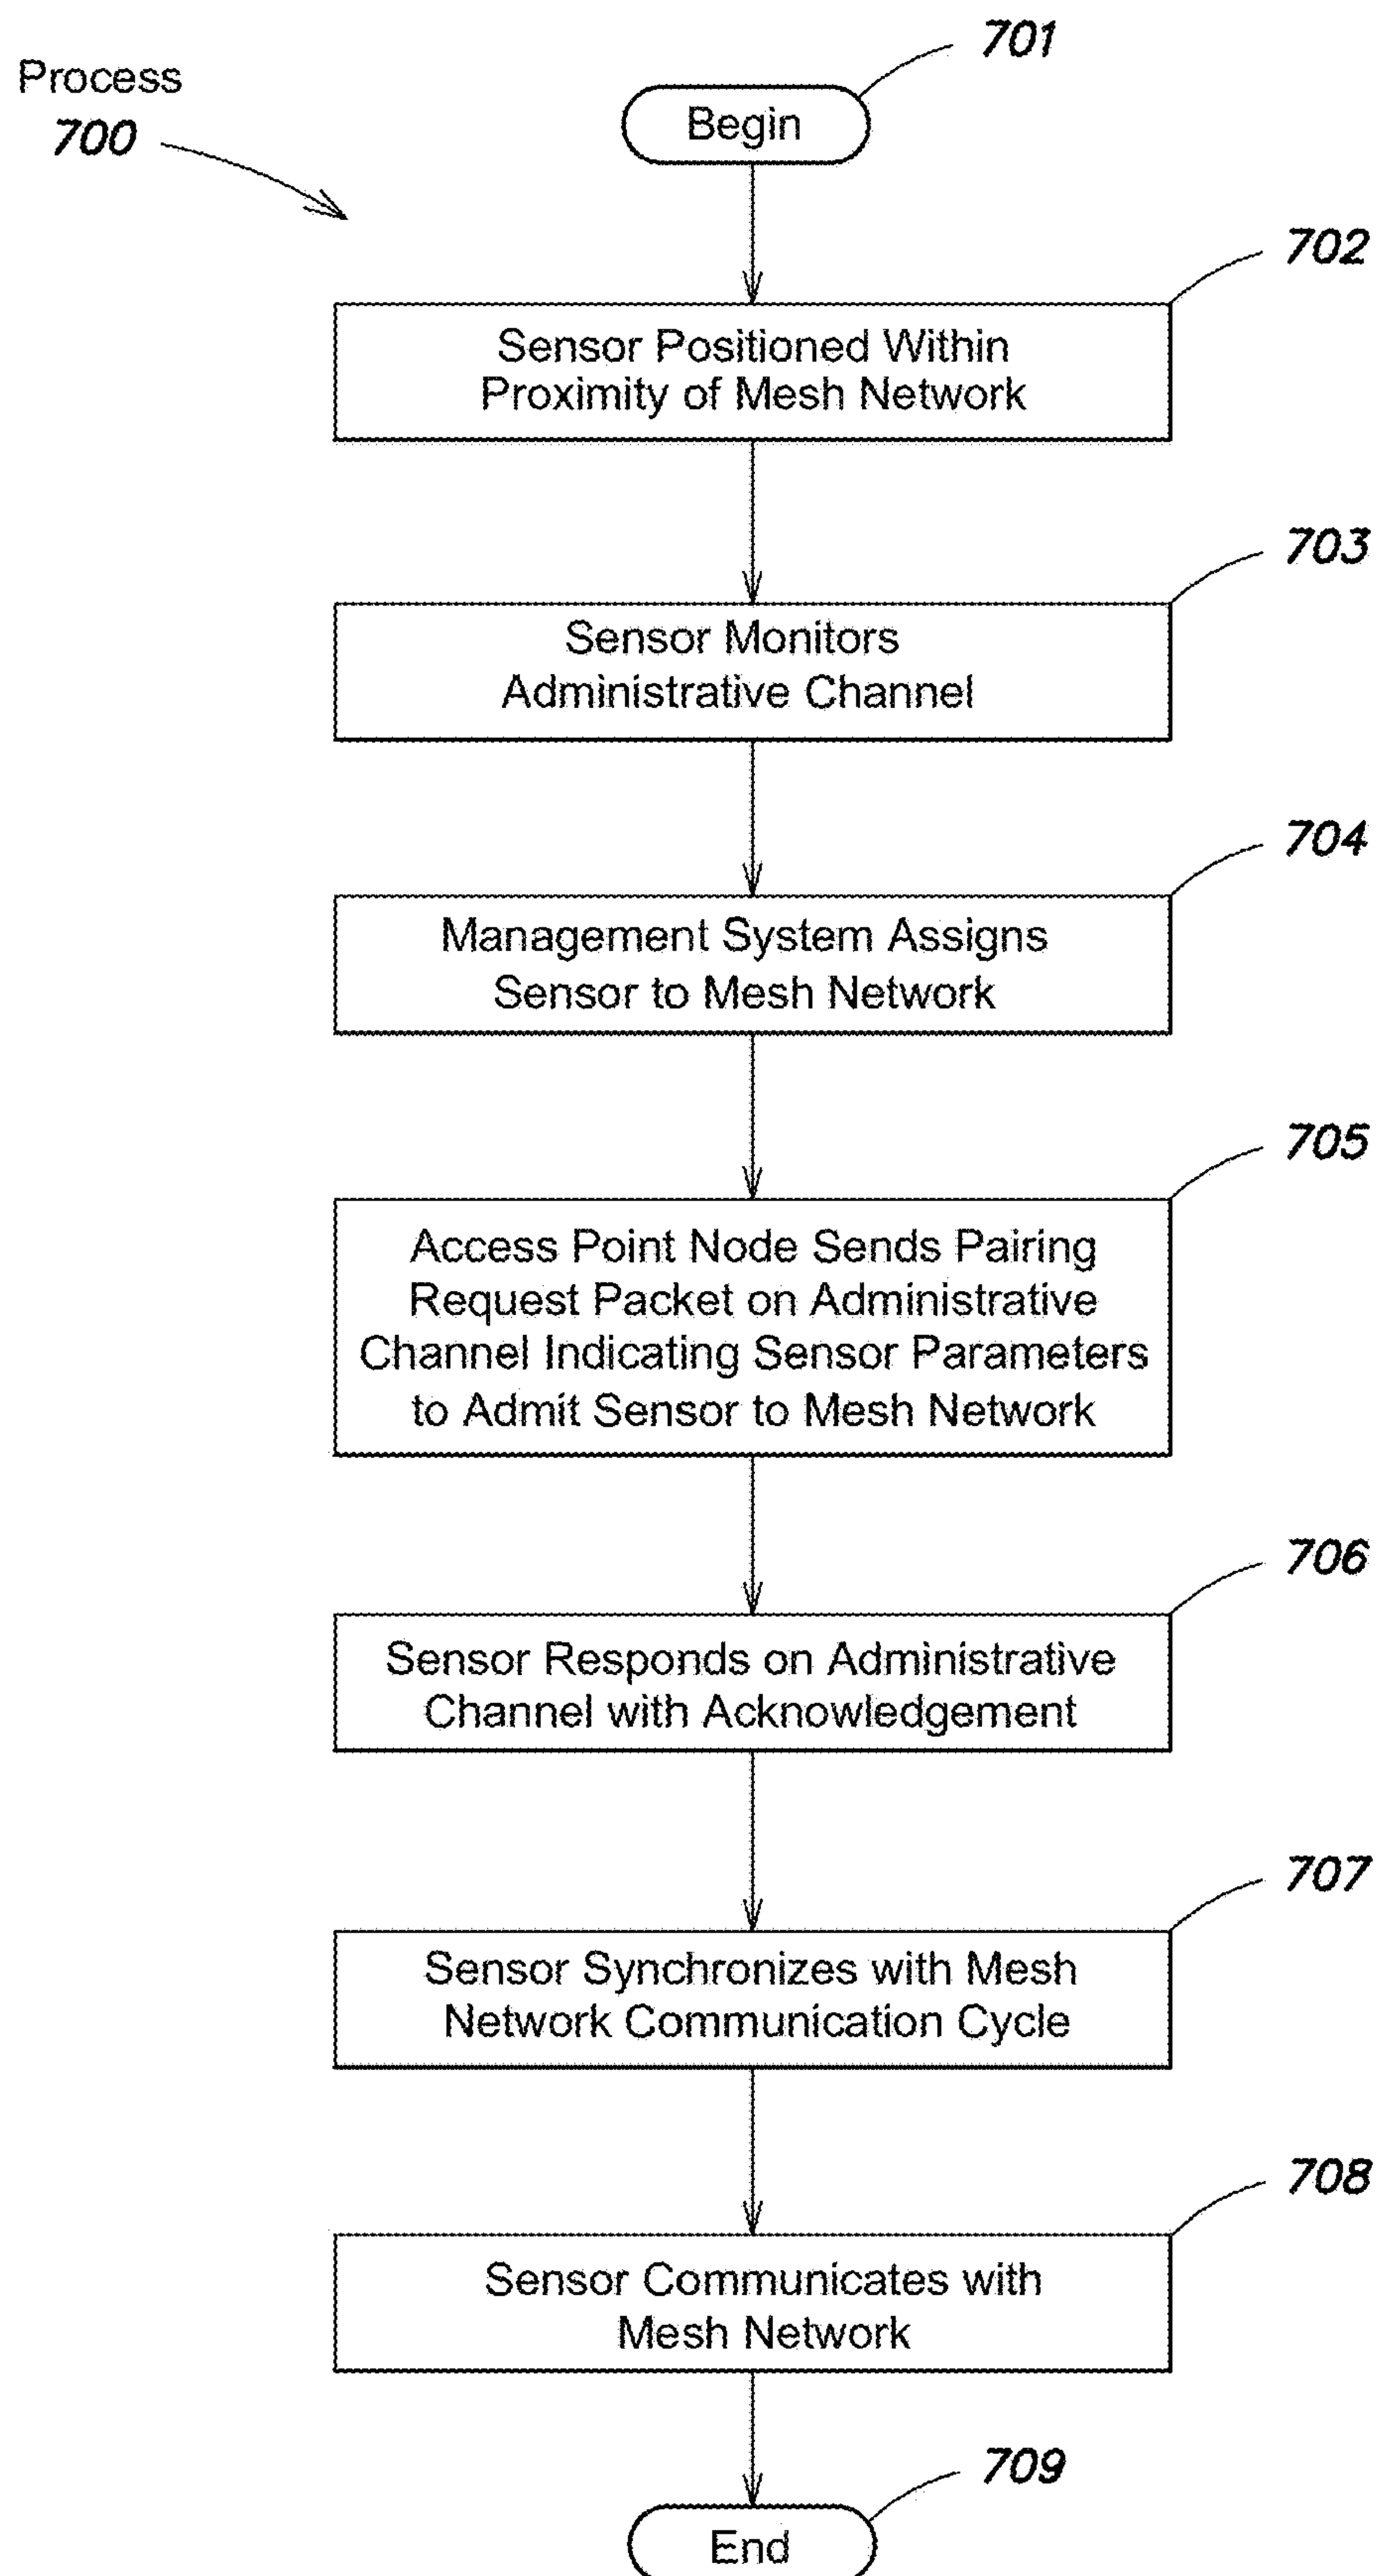 701
Process
700
Begin
702
Sensor Positioned Within
Proximity of Mesh Network
703
Sensor Monitors
Administrative Channel
704
Management System Assigns
Sensor to Mesh Network
705
Access Point Node Sends Pairing
Request Packet on Administrative
Channel Indicating Sensor Parameters
to Admit Sensor to Mesh Network
706
Sensor Responds on Administrative
Channel with Acknowledgement
707
Sensor Synchronizes with Mesh
Network Communication Cycle
708
Sensor Communicates with
Mesh Network
709
End